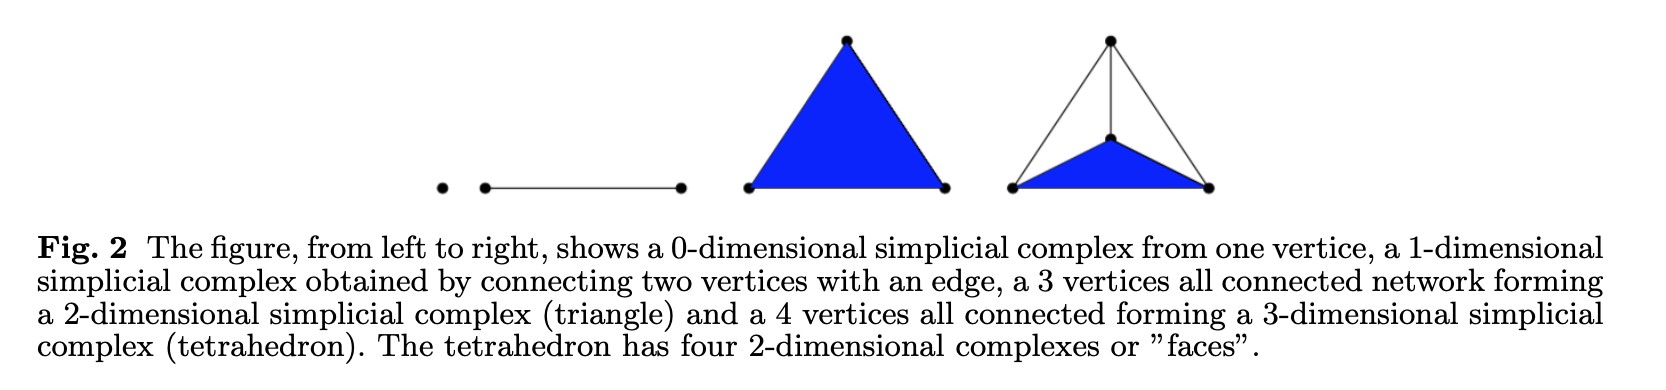 Fig. 2 The figure, from left to right, shows a 0-dimensional simplicial complex from one vertice, a 1-dimensional
simplicial complex obtained by connecting two vertices with an edge, a 3 vertices all connected network forming
a 2-dimensional simplicial complex (triangle) and a 4 vertices all connected forming a 3-dimensional simplicial
complex (tetrahedron). The tetrahedron has four 2-dimensional complexes or ”faces”.